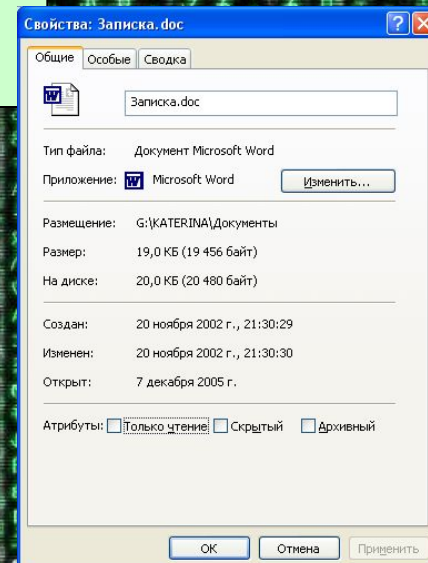 Свойства: Записка.doc
Общие Особые Сводка
Записка.doc
Тип файла: Документ Microsoft Word
Приложение: Microsoft Word Изменить...
Размещение: G:\KATERINA\Документы
Размер: 19,0 КБ (19 456 байт)
На диске: 20,0 КБ (20 480 байт)
Создан: 20 ноября 2002 г., 21:30:29
Изменен: 20 ноября 2002 г., 21:30:30
Открыт: 7 декабря 2005 г.
Атрибуты: Только чтение Скрытый Архивный
ОК Отмена Применить